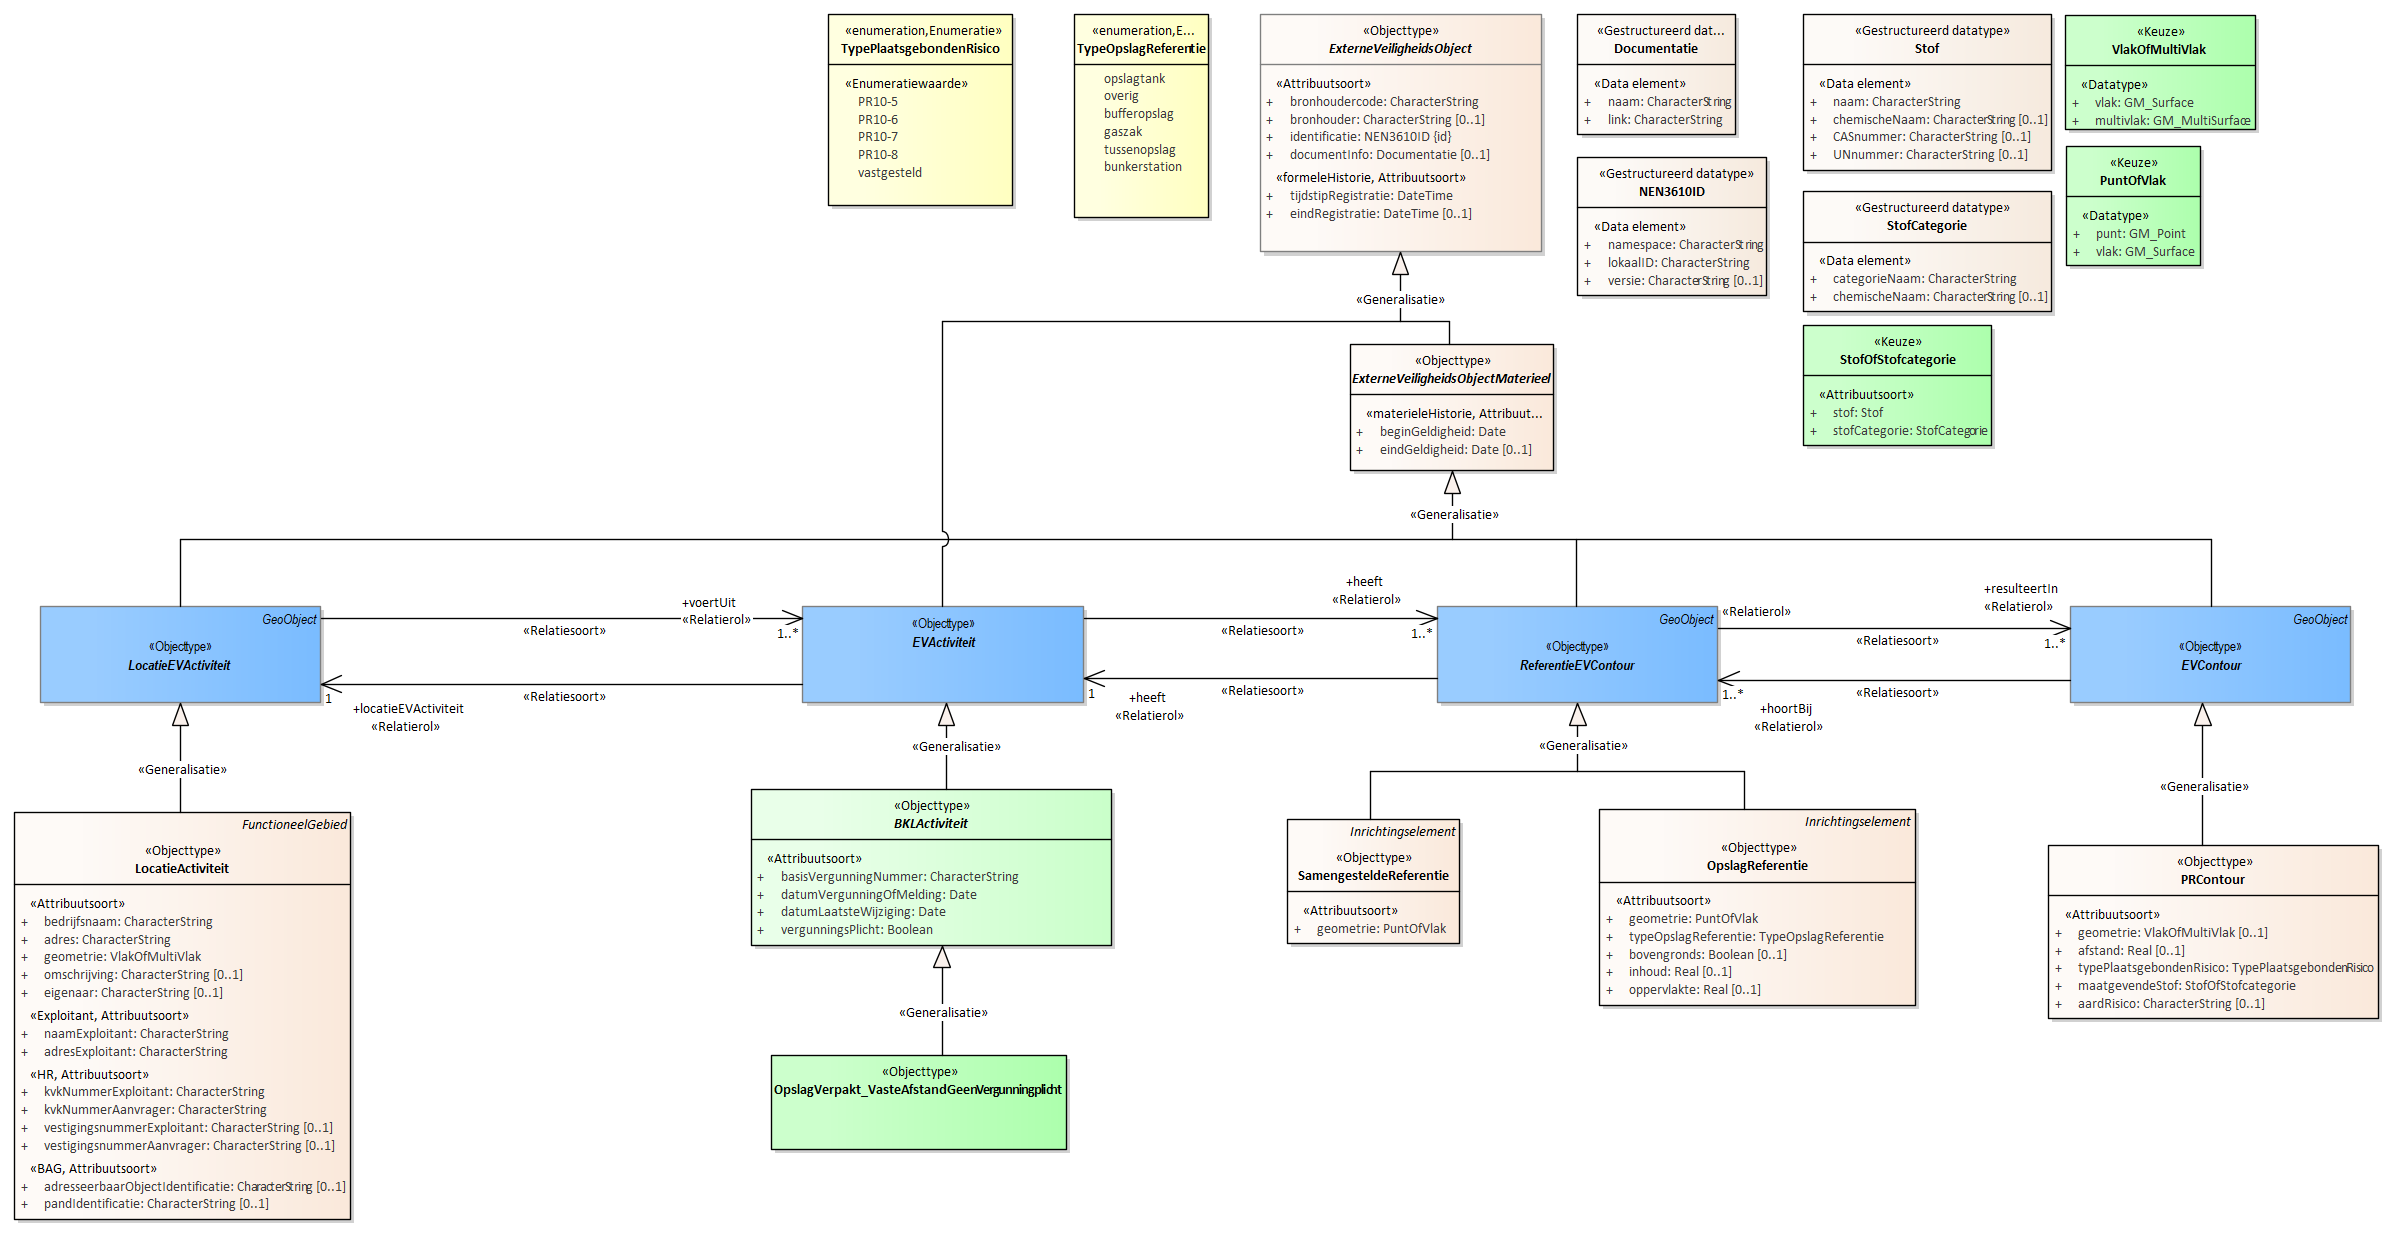 «enumeration,Enumeratie»
TypePlaatsgebondenRisico
«Enumeratiewaarde»
PR10-5
PR10-6
PR10-7
PR10-8
vastgesteld
«enumeration,E...
TypeOpslagReferentie
opslagtank
overig
bufferopslag
gaszak
tussenopslag
bunkerstation
«Objecttype»
ExterneVeiligheidsObject
«Attribuutsoort»
+ bronhoudercode: CharacterString
+ bronhouder: CharacterString [0..1]
+ identificatie: NEN3610ID {id}
+ documentInfo: Documentatie [0..1]
«formeleHistorie, Attribuutsoort»
+ tijdstipRegistratie: DateTime
+ eindRegistratie: DateTime [0..1]
«Gestructureerd dat...
Documentatie
«Data element»
+ naam: CharacterString
+ link: CharacterString
«Gestructureerd datatype»
NEN3610ID
«Data element»
+ namespace: CharacterString
+ lokaalID: CharacterString
+ versie: CharacterString [0..1]
«Gestructureerd datatype»
Stof
«Data element»
+ naam: CharacterString
+ chemischeNaam: CharacterString [0..1]
+ CASnummer: CharacterString [0..1]
+ UNnummer: CharacterString [0..1]
«Gestructureerd datatype»
StofCategorie
«Data element»
+ categorieNaam: CharacterString
+ chemischeNaam: CharacterString [0..1]
«Keuze»
StofOfStofcategorie
«Attribuutsoort»
+ stof: Stof
+ stofCategorie: StofCategorie
«Keuze»
VlakOfMultiVlak
«Datatype»
+ vlak: GM_Surface
+ multivlak: GM_MultiSurface
«Keuze»
PuntOfVlak
«Datatype»
+ punt: GM_Point
+ vlak: GM_Surface
«Generalisatie»
«Objecttype»
ExterneVeiligheidsObjectMaterieel
«materieleHistorie, Attribuut...
+ beginGeldigheid: Date
+ eindGeldigheid: Date [0..1]
«Generalisatie»
GeoObject
«Objecttype»
LocatieEVActiviteit
+voertUit
«Relatierol»
1..*
«Relatiesoort»
«Relatiesoort»
1
+locatieEVActiviteit
«Relatierol»
«Objecttype»
EVActiviteit
+heeft
«Relatierol»
1..*
«Relatiesoort»
«Relatiesoort»
1
+heeft
«Relatierol»
GeoObject
«Objecttype»
ReferentieEVContour
«Relatierol»
+resulteertIn
«Relatierol»
1..*
«Relatiesoort»
«Relatiesoort»
1..*
+hoortBij
«Relatierol»
GeoObject
«Objecttype»
EVContour
«Generalisatie»
«Generalisatie»
«Generalisatie»
«Generalisatie»
FunctioneelGebied
«Objecttype»
LocatieActiviteit
«Attribuutsoort»
+ bedrijfsnaam: CharacterString
+ adres: CharacterString
+ geometrie: VlakOfMultiVlak
+ omschrijving: CharacterString [0..1]
+ eigenaar: CharacterString [0..1]
«Exploitant, Attribuutsoort»
+ naamExploitant: CharacterString
+ adresExploitant: CharacterString
«HR, Attribuutsoort»
+ kvkNummerExploitant: CharacterString
+ kvkNummerAanvrager: CharacterString
+ vestigingsnummerExploitant: CharacterString [0..1]
+ vestigingsnummerAanvrager: CharacterString [0..1]
«BAG, Attribuutsoort»
+ adresseerbaarObjectIdentificatie: CharacterString [0..1]
+ pandIdentificatie: CharacterString [0..1]
«Objecttype»
BKLActiviteit
«Attribuutsoort»
+ basisVergunningNummer: CharacterString
+ datumVergunningOfMelding: Date
+ datumLaatsteWijziging: Date
+ vergunningsPlicht: Boolean
«Generalisatie»
«Objecttype»
OpslagVerpakt_VasteAfstandGeenVergunningplicht
Inrichtingselement
«Objecttype»
SamengesteldeReferentie
«Attribuutsoort»
+ geometrie: PuntOfVlak
Inrichtingselement
«Objecttype»
OpslagReferentie
«Attribuutsoort»
+ geometrie: PuntOfVlak
+ typeOpslagReferentie: TypeOpslagReferentie
+ bovengronds: Boolean [0..1]
+ inhoud: Real [0..1]
+ oppervlakte: Real [0..1]
«Objecttype»
PRContour
«Attribuutsoort»
+ geometrie: VlakOfMultiVlak [0..1]
+ afstand: Real [0..1]
+ typePlaatsgebondenRisico: TypePlaatsgebondenRisico
+ maatgevendeStof: StofOfStofcategorie
+ aardRisico: CharacterString [0..1]